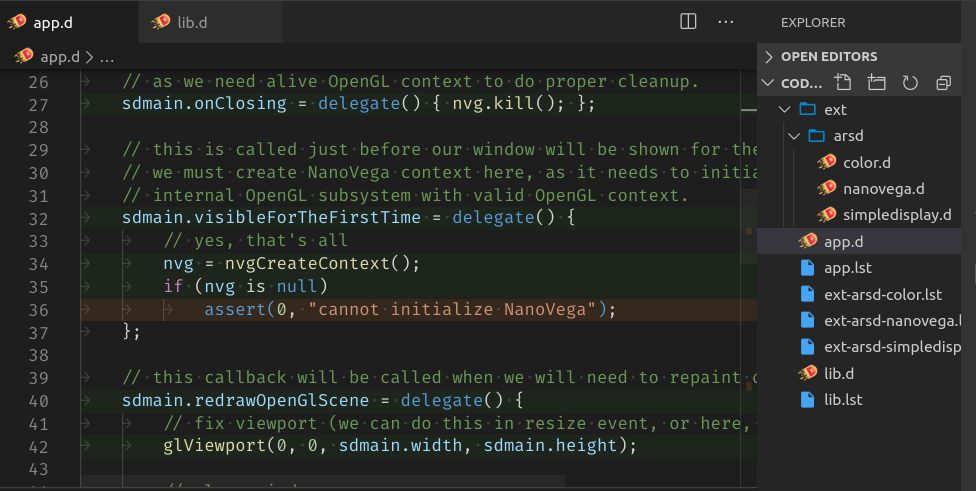 app.d
lib.d
EXPLORER
app.d > ...
OPEN EDITORS
COD...
26 // as we need alive OpenGL context to do proper cleanup.
27 sdmain.onClosing = delegate() { nvg.kill(); };
28
29 // this is called just before our window will be shown for the
30 // we must create NanoVega context here, as it needs to initia
31 // internal OpenGL subsystem with valid OpenGL context.
32 sdmain.visibleForTheFirstTime = delegate() {
33 // yes, that's all
34 nvg = nvgCreateContext();
35 if (nvg is null)
36 assert(0, "cannot initialize NanoVega");
37 };
38
39 // this callback will be called when we will need to repaint
40 sdmain.redrawOpenGlScene = delegate() {
41 // fix viewport (we can do this in resize event, or here,
42 glViewport(0, 0, sdmain.width, sdmain.height);
43
ext
arsd
color.d
nanovega.d
simpledisplay.d
app.d
app.lst
ext-arsd-color.lst
ext-arsd-nanovega.l
ext-arsd-simpledisp
lib.d
lib.lst